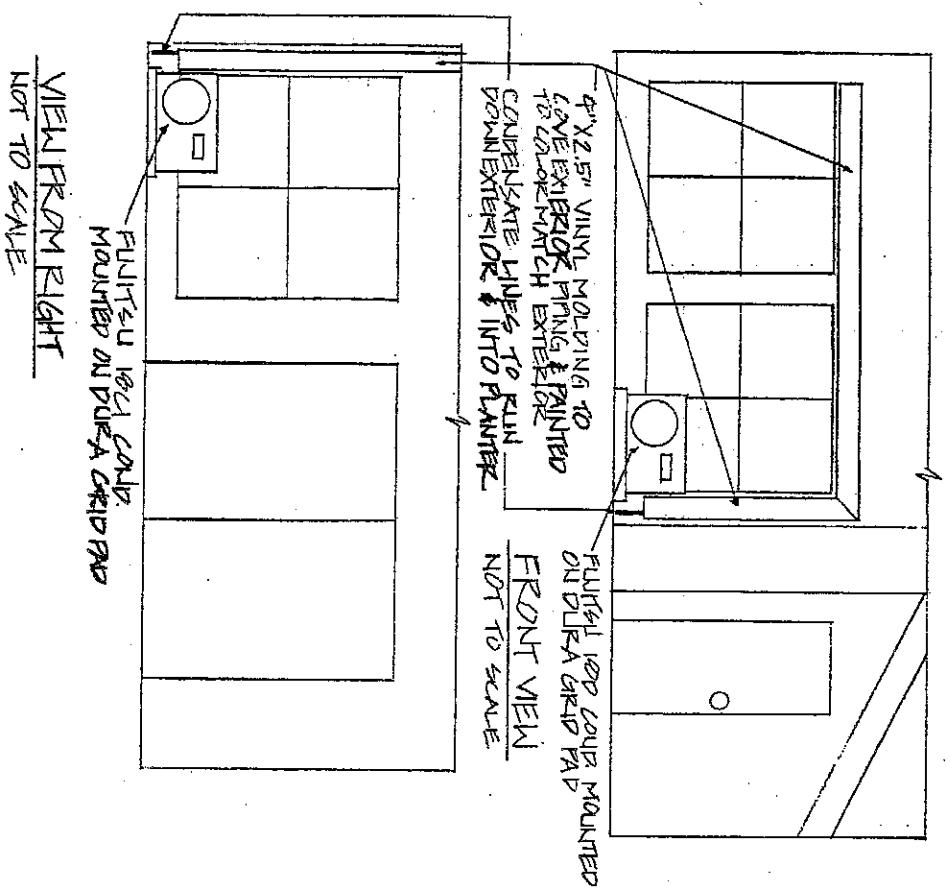 FUJITSU 100 COND. MOUNTED
ON DURA GRID PAD
FRONT VIEW
NOT TO SCALE
4" X 2.5" VINYL MOLDING TO
COVE EXTERIOR PIPING & PAINTED
TO COLOR MATCH EXTERIOR
CONDENSATE LINES TO RUN
DOWN EXTERIOR & INTO PLANTER
FUJITSU COND.
MOUNTED ON DURA GRID PAD
VIEW FROM RIGHT
NOT TO SCALE